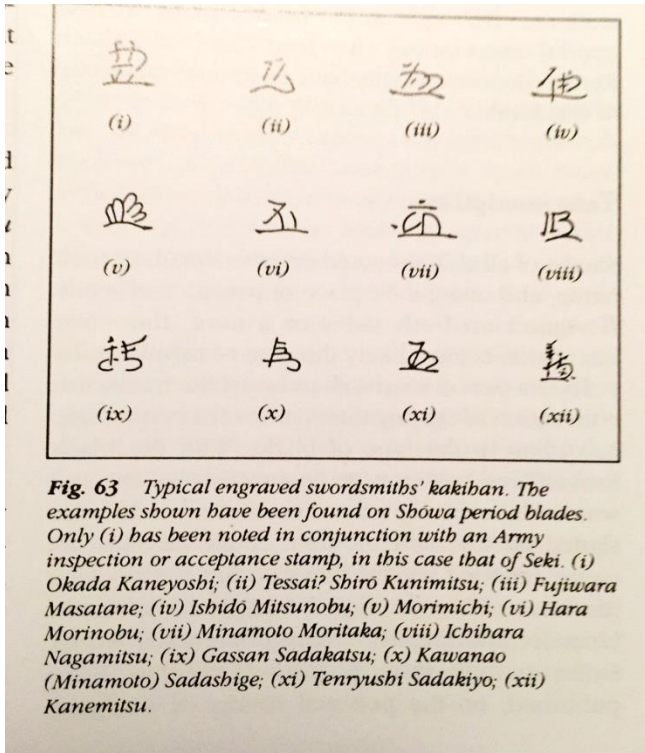 (i) (ii) (iii) (iv)
(v) (vi) (vii) (viii)
(ix) (x) (xi) (xii)
Fig. 63 Typical engraved swordsmiths' kakihan. The
examples shown have been found on Shōwa period blades.
Only (i) has been noted in conjunction with an Army
inspection or acceptance stamp, in this case that of Seki. (i)
Okada Kaneyoshi; (ii) Tessai? Shirō Kunimitsu; (iii) Fujiwara
Masatane; (iv) Ishidō Mitsunobu; (v) Morimichi; (vi) Hara
Morinobu; (vii) Minamoto Moritaka; (viii) Ichihara
Nagamitsu; (ix) Gassan Sadakatsu; (x) Kawanao
(Minamoto) Sadashige; (xi) Tenryushi Sadakiyo; (xii)
Kanemitsu.